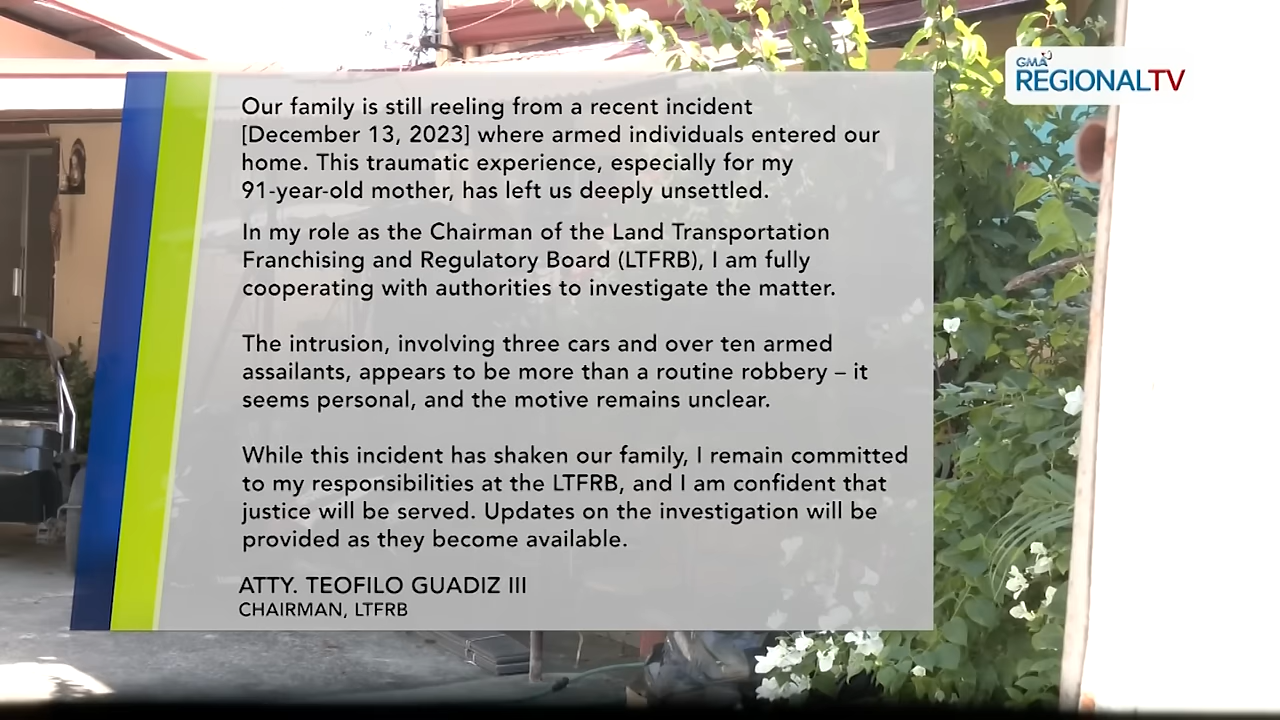 GMA
REGIONALTV
Our family is still reeling from a recent incident
[December 13, 2023] where armed individuals entered our
home. This traumatic experience, especially for my
91-year-old mother, has left us deeply unsettled.
In my role as the Chairman of the Land Transportation
Franchising and Regulatory Board (LTFRB), I am fully
cooperating with authorities to investigate the matter.
The intrusion, involving three cars and over ten armed
assailants, appears to be more than a routine robbery – it
seems personal, and the motive remains unclear.
While this incident has shaken our family, I remain committed
to my responsibilities at the LTFRB, and I am confident that
justice will be served. Updates on the investigation will be
provided as they become available.
ATTY. TEOFILO GUADIZ III
CHAIRMAN, LTFRB